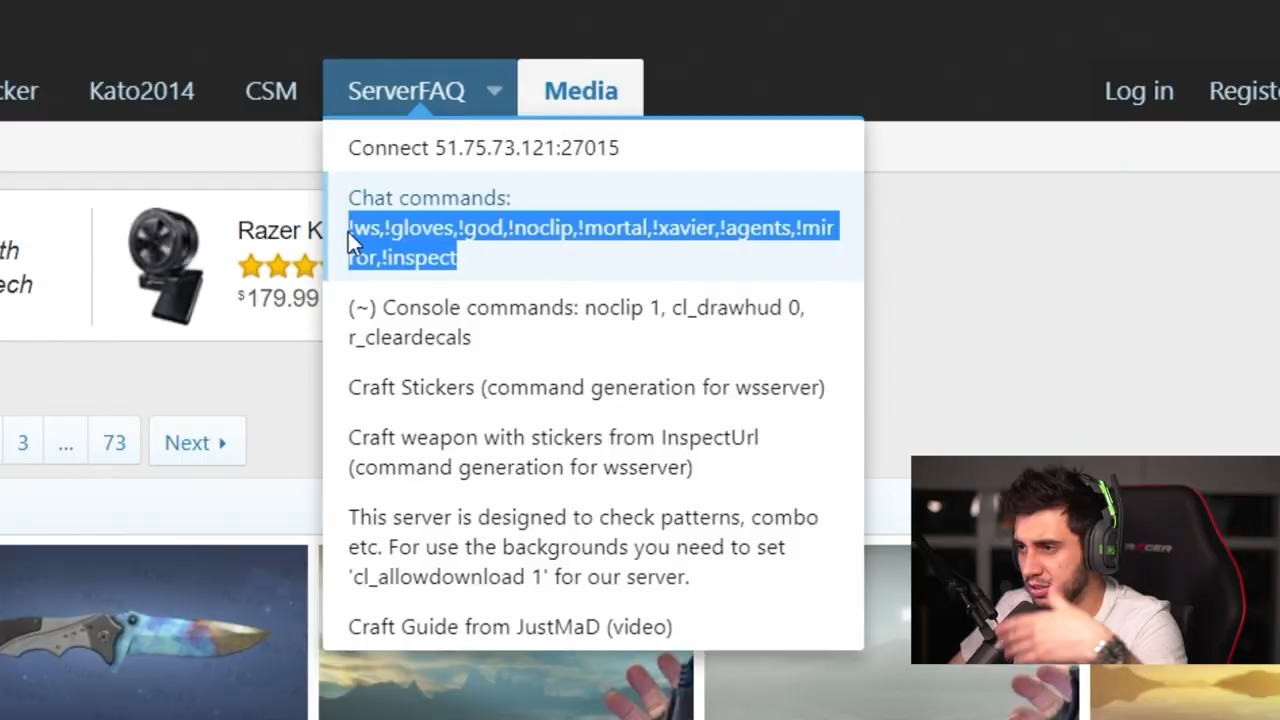 cker Kato2014 CSM ServerFAQ Media Log in Regist
Connect 51.75.73.121:27015
Chat commands:
!ws,!gloves,!god,!noclip,!mortal,!xavier,!agents,!mir
ror,!inspect
th
ech
Razer K
$179.99
(~) Console commands: noclip 1, cl_drawhud 0,
r_cleardecals
Craft Stickers (command generation for wsserver)
3 ... 73 Next
Craft weapon with stickers from InspectUrl
(command generation for wsserver)
This server is designed to check patterns, combo
etc. For use the backgrounds you need to set
'cl_allowdownload 1' for our server.
Craft Guide from JustMaD (video)